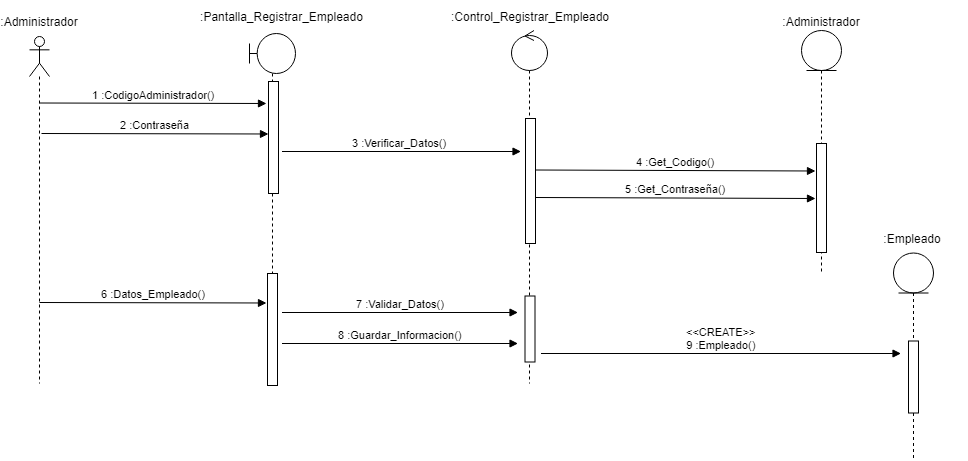 :Administrador
:Pantalla_Registrar_Empleado
:Control_Registrar_Empleado
:Administrador
1 :CodigoAdministrador()
2 :Contraseña
3 :Verificar_Datos()
4 :Get_Codigo()
5 :Get_Contraseña()
:Empleado
6 :Datos_Empleado()
7 :Validar_Datos()
8 :Guardar_Informacion()
<<CREATE>>
9 :Empleado()